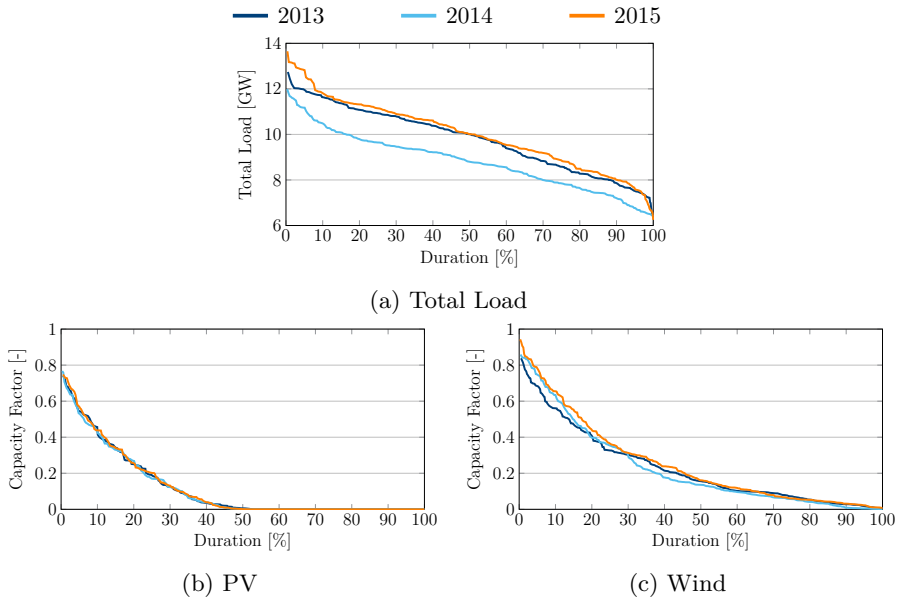 2013 2014 2015
14
12
10
8
6
Total Load [GW]
0 10 20 30 40 50 60 70 80 90 100
Duration [%]
(a) Total Load
1
0.8
0.6
0.4
0.2
0
Capacity Factor [-]
0 10 20 30 40 50 60 70 80 90 100
Duration [%]
(b) PV
1
0.8
0.6
0.4
0.2
0
Capacity Factor [-]
0 10 20 30 40 50 60 70 80 90 100
Duration [%]
(c) Wind